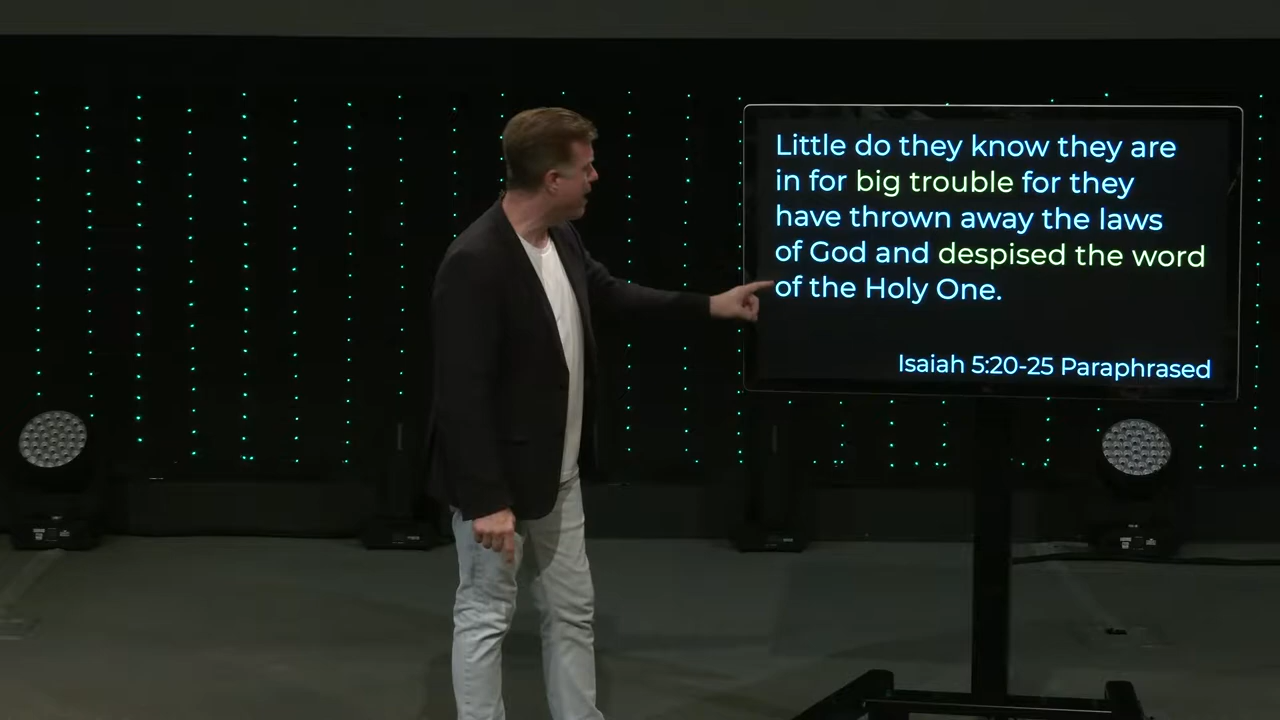 Little do they know they are
in for big trouble for they
have thrown away the laws
of God and despised the word
of the Holy One.
Isaiah 5:20-25 Paraphrased